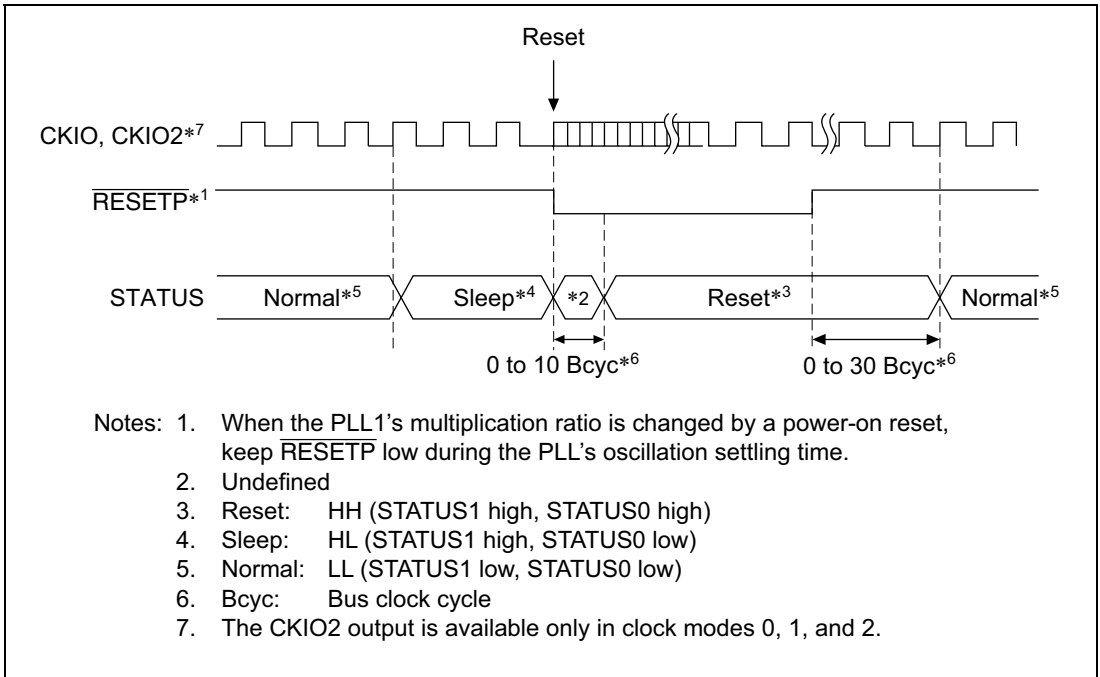 Reset
CKIO, CKIO2*7
RESETP*1
STATUS Normal*5 Sleep*4 *2 Reset*3 Normal*5
0 to 10 Bcyc*6 0 to 30 Bcyc*6
Notes: 1. When the PLL1's multiplication ratio is changed by a power-on reset,
keep RESETP low during the PLL's oscillation settling time.
2. Undefined
3. Reset: HH (STATUS1 high, STATUS0 high)
4. Sleep: HL (STATUS1 high, STATUS0 low)
5. Normal: LL (STATUS1 low, STATUS0 low)
6. Bcyc: Bus clock cycle
7. The CKIO2 output is available only in clock modes 0, 1, and 2.